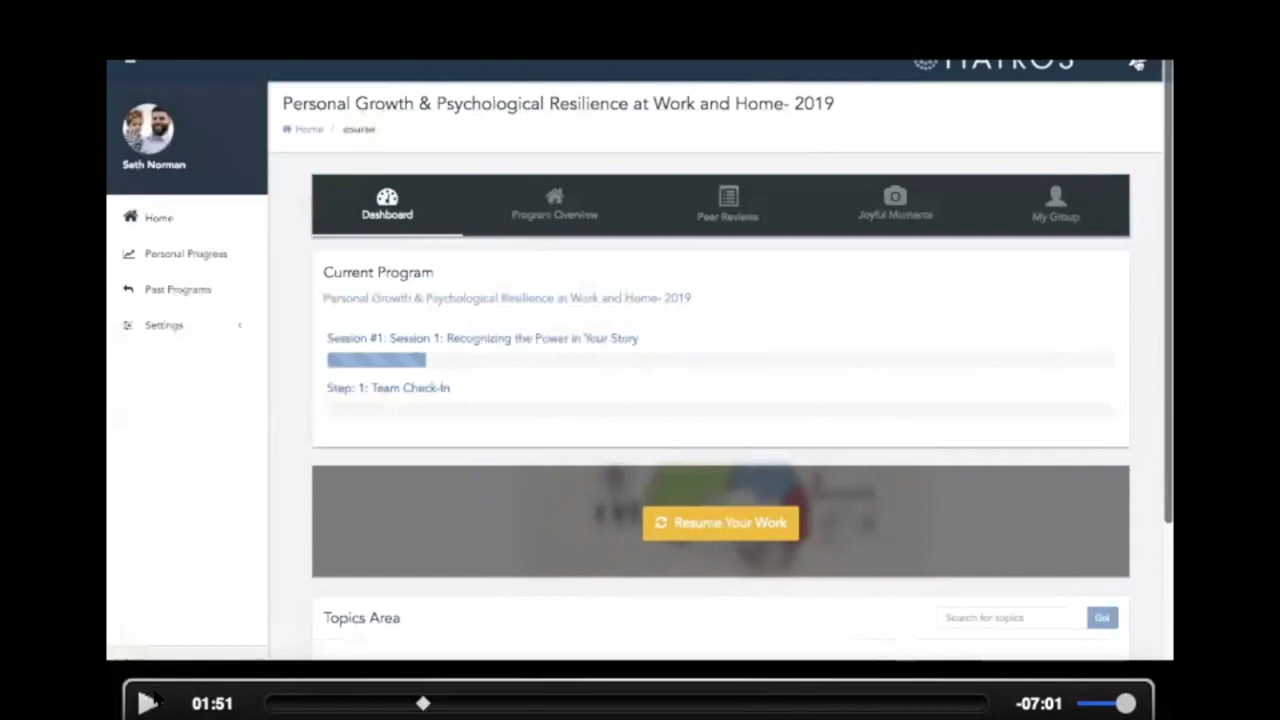 Personal Growth & Psychological Resilience at Work and Home- 2019
Home / course
Seth Norman
Home
Personal Progress
Past Programs
Settings
Dashboard
Program Overview
Peer Reviews
Joyful Moments
My Group
Current Program
Personal Growth & Psychological Resilience at Work and Home- 2019
Session #1: Session 1: Recognizing the Power in Your Story
Step: 1: Team Check-In
Resume Your Work
Topics Area
Search for topics
Go!
01:51
-07:01